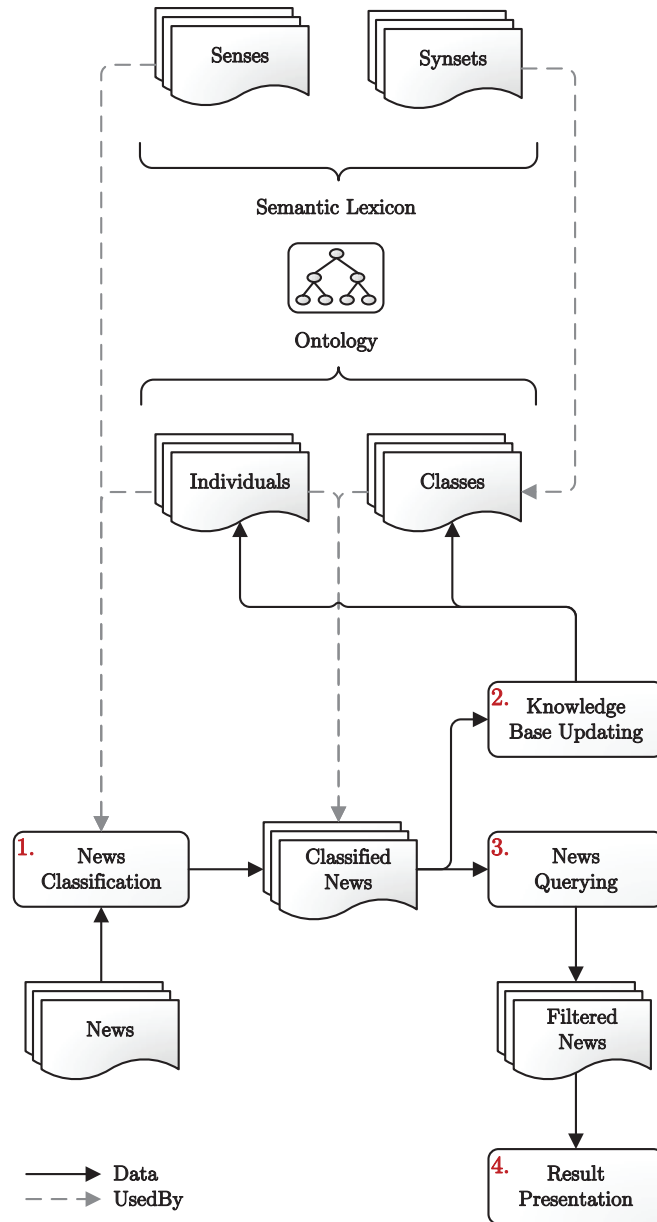 Senses
Synsets
Semantic Lexicon
Ontology
Individuals
Classes
2.
Knowledge
Base Updating
1.
News
Classification
Classified
News
3.
News
Querying
News
Filtered
News
4.
Result
Presentation
Data
UsedBy